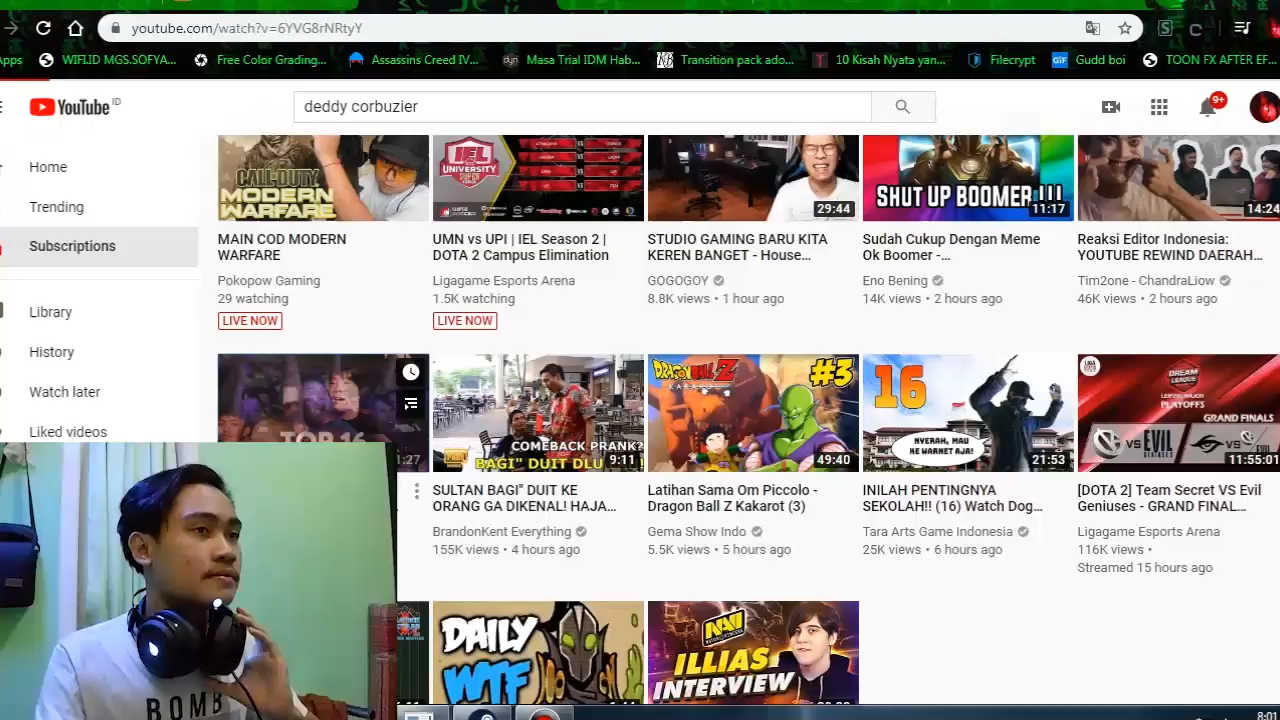 youtube.com/watch?v=6YVG8rNRtyY
Apps
WIFI.ID MGS.SOFYA...
Free Color Grading...
Assassins Creed IV...
Masa Trial IDM Hab...
Transition pack ado...
10 Kisah Nyata yan...
Filecrypt
GIF
Gudd boi
TOON FX AFTER EF...
YouTube ID
deddy corbuzier
9+
Home
Trending
Subscriptions
Library
History
Watch later
Liked videos
CALL OF DUTY
MODERN
WARFARE
IEL
UNIVERSITY
29:44
SHUT UP BOOMER!!!
11:17
14:24
MAIN COD MODERN
WARFARE
Pokopow Gaming
29 watching
LIVE NOW
UMN vs UPI | IEL Season 2 |
DOTA 2 Campus Elimination
Ligagame Esports Arena
1.5K watching
LIVE NOW
STUDIO GAMING BARU KITA
KEREN BANGET - House...
GOGOGOY
8.8K views • 1 hour ago
Sudah Cukup Dengan Meme
Ok Boomer -...
Eno Bening
14K views • 2 hours ago
Reaksi Editor Indonesia:
YOUTUBE REWIND DAERAH...
Tim2one - ChandraLiow
46K views • 2 hours ago
TOP 16
1:27
COMEBACK PRANK?
BAGI" DUIT DLU
9:11
DRAGONBALL Z
KAKAROT
#3
49:40
16
NYERAH, MAU
KE WARNET AJA!
21:53
DREAM
LEAGUE
LEIPZIG MAJOR
PLAYOFFS
GRAND FINALS
VS EVIL
VS
11:55:01
SULTAN BAGI" DUIT KE
ORANG GA DIKENAL! HAJA...
BrandonKent Everything
155K views • 4 hours ago
Latihan Sama Om Piccolo -
Dragon Ball Z Kakarot (3)
Gema Show Indo
5.5K views • 5 hours ago
INILAH PENTINGNYA
SEKOLAH!! (16) Watch Dog...
Tara Arts Game Indonesia
25K views • 6 hours ago
[DOTA 2] Team Secret VS Evil
Geniuses - GRAND FINAL...
Ligagame Esports Arena
116K views •
Streamed 15 hours ago
DAILY
WTF
NAVI
ILLIAS
INTERVIEW
BOMB
8:01